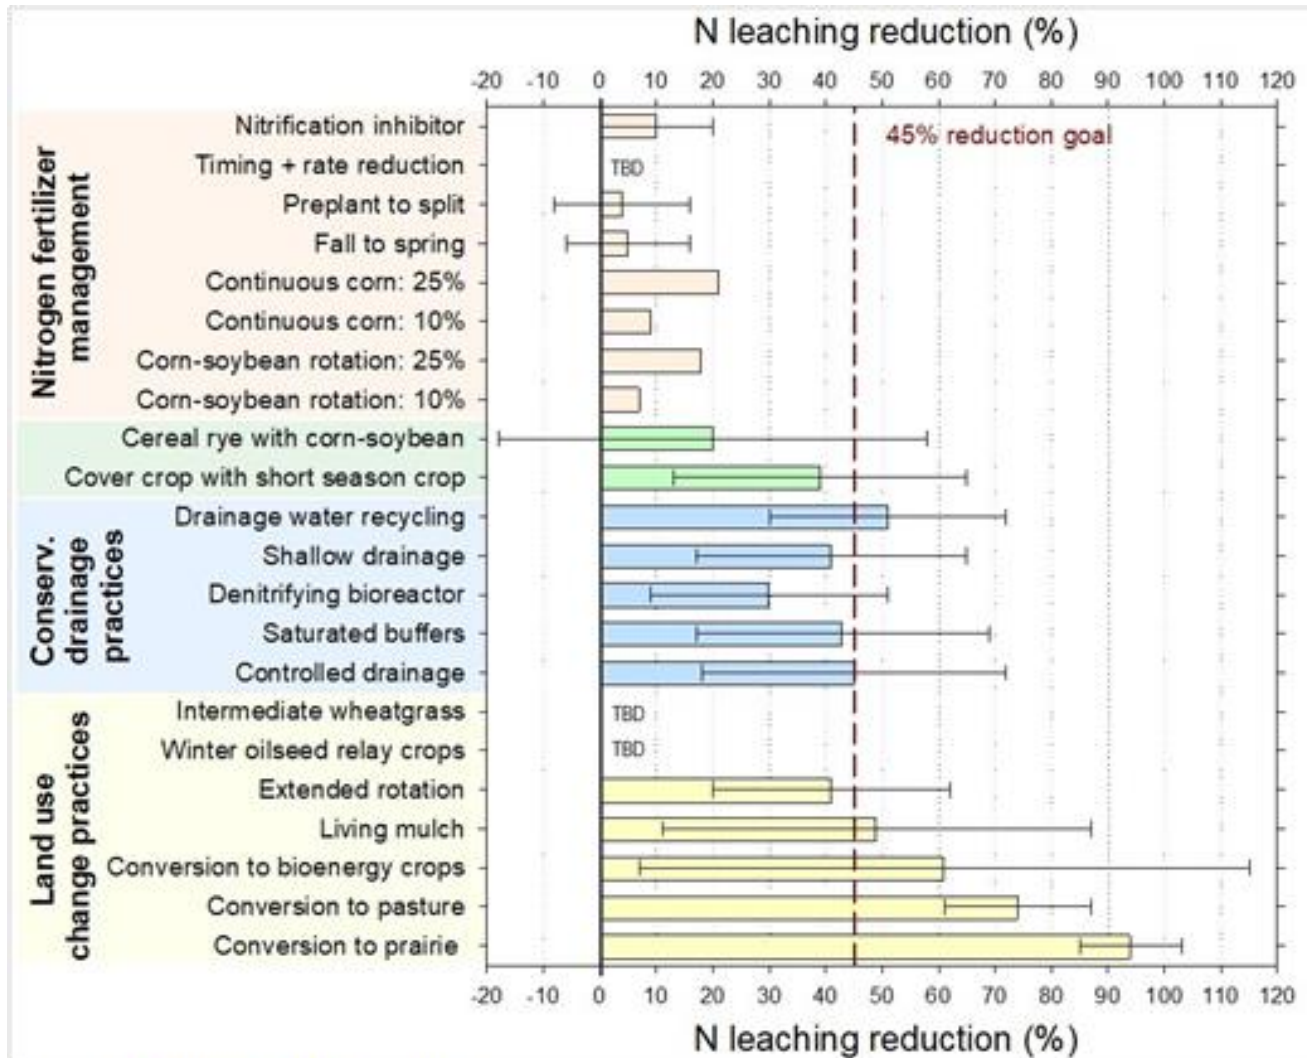 N leaching reduction (%)
-20 -10 0 10 20 30 40 50 60 70 80 90 100 110 120
45% reduction goal
Nitrogen fertilizer
management
Nitrification inhibitor
Timing + rate reduction TBD
Preplant to split
Fall to spring
Continuous corn: 25%
Continuous corn: 10%
Corn-soybean rotation: 25%
Corn-soybean rotation: 10%
Cereal rye with corn-soybean
Cover crop with short season crop
Conserv.
drainage
practices
Drainage water recycling
Shallow drainage
Denitrifying bioreactor
Saturated buffers
Controlled drainage
Land use
change practices
Intermediate wheatgrass TBD
Winter oilseed relay crops TBD
Extended rotation
Living mulch
Conversion to bioenergy crops
Conversion to pasture
Conversion to prairie
-20 -10 0 10 20 30 40 50 60 70 80 90 100 110 120
N leaching reduction (%)